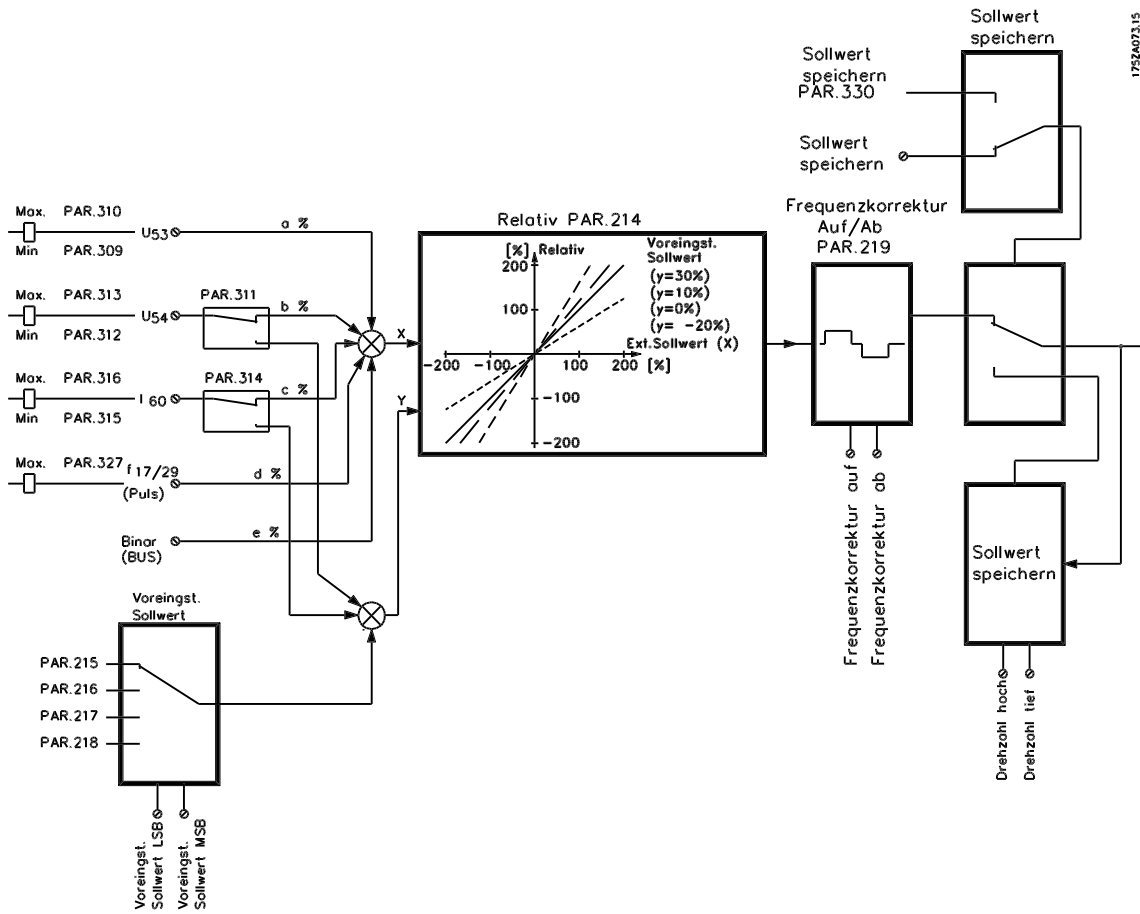 Sollwert
speichern
175ZA073.15
Sollwert
speichern
PAR.330
Sollwert
speichern
Max. PAR.310
U53
Min PAR.309
a %
Max. PAR.313
U54
Min PAR.312
PAR.311
b %
Max. PAR.316
I 60
Min PAR.315
PAR.314
c %
Max. PAR.327
f 17/29
(Puls)
d %
Binar
(BUS)
e %
X
Y
Relativ PAR.214
[%] Relativ
200
100
-200 -100 100 200
-100
-200
Voreingst.
Sollwert
(y=30%)
(y=10%)
(y=0%)
(y= -20%)
Ext.Sollwert (X)
[%]
Frequenzkorrektur
Auf/Ab
PAR.219
Frequenzkorrektur auf
Frequenzkorrektur ab
Sollwert
speichern
Drehzahl hoch
Drehzahl tief
Voreingst.
Sollwert
PAR.215
PAR.216
PAR.217
PAR.218
Voreingst.
Sollwert LSB
Voreingst.
Sollwert MSB